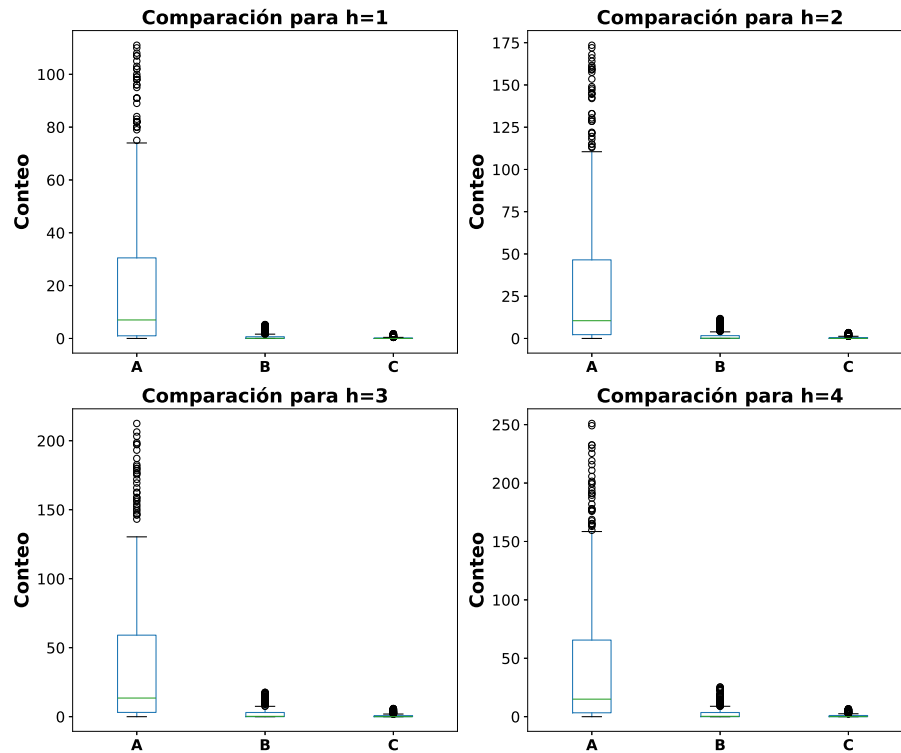 Comparación para h=1
Conteo
100
80
60
40
20
0
A B C
Comparación para h=2
Conteo
175
150
125
100
75
50
25
0
A B C
Comparación para h=3
Conteo
200
150
100
50
0
A B C
Comparación para h=4
Conteo
250
200
150
100
50
0
A B C